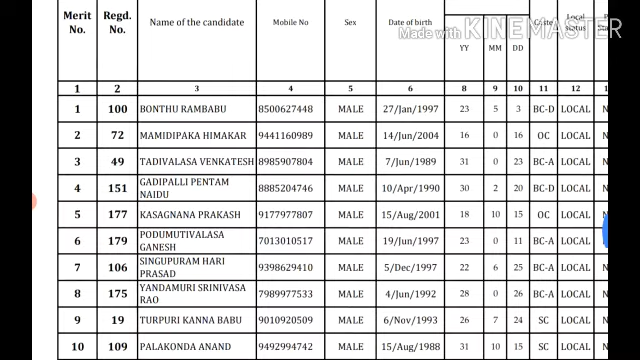 Merit No. Regd. No. Name of the candidate Mobile No Sex Date of birth Caste Local status
Made with KINEMASTER
YY MM DD
1 2 3 4 5 6 8 9 10 11 12 1
1 100 BONTHU RAMBABU 8500627448 MALE 27/Jan/1997 23 5 3 BC-D LOCAL N
2 72 MAMIDIPAKA HIMAKAR 9441160989 MALE 14/Jun/2004 16 0 16 OC LOCAL N
3 49 TADIVALASA VENKATESH 8985907804 MALE 7/Jun/1989 31 0 23 BC-A LOCAL N
4 151 GADIPALLI PENTAM NAIDU 8885204746 MALE 10/Apr/1990 30 2 20 BC-D LOCAL N
5 177 KASAGNANA PRAKASH 9177977807 MALE 15/Aug/2001 18 10 15 OC LOCAL N
6 179 PODUMUTIVALASA GANESH 7013010517 MALE 19/Jun/1997 23 0 11 BC-A LOCAL N
7 106 SINGUPURAM HARI PRASAD 9398629410 MALE 5/Dec/1997 22 6 25 BC-A LOCAL N
8 175 YANDAMURI SRINIVASA RAO 7989977533 MALE 4/Jun/1992 28 0 26 BC-A LOCAL N
9 19 TURPURI KANNA BABU 9010920509 MALE 6/Nov/1993 26 7 24 SC LOCAL N
10 109 PALAKONDA ANAND 9492994742 MALE 15/Aug/1988 31 10 15 SC LOCAL N